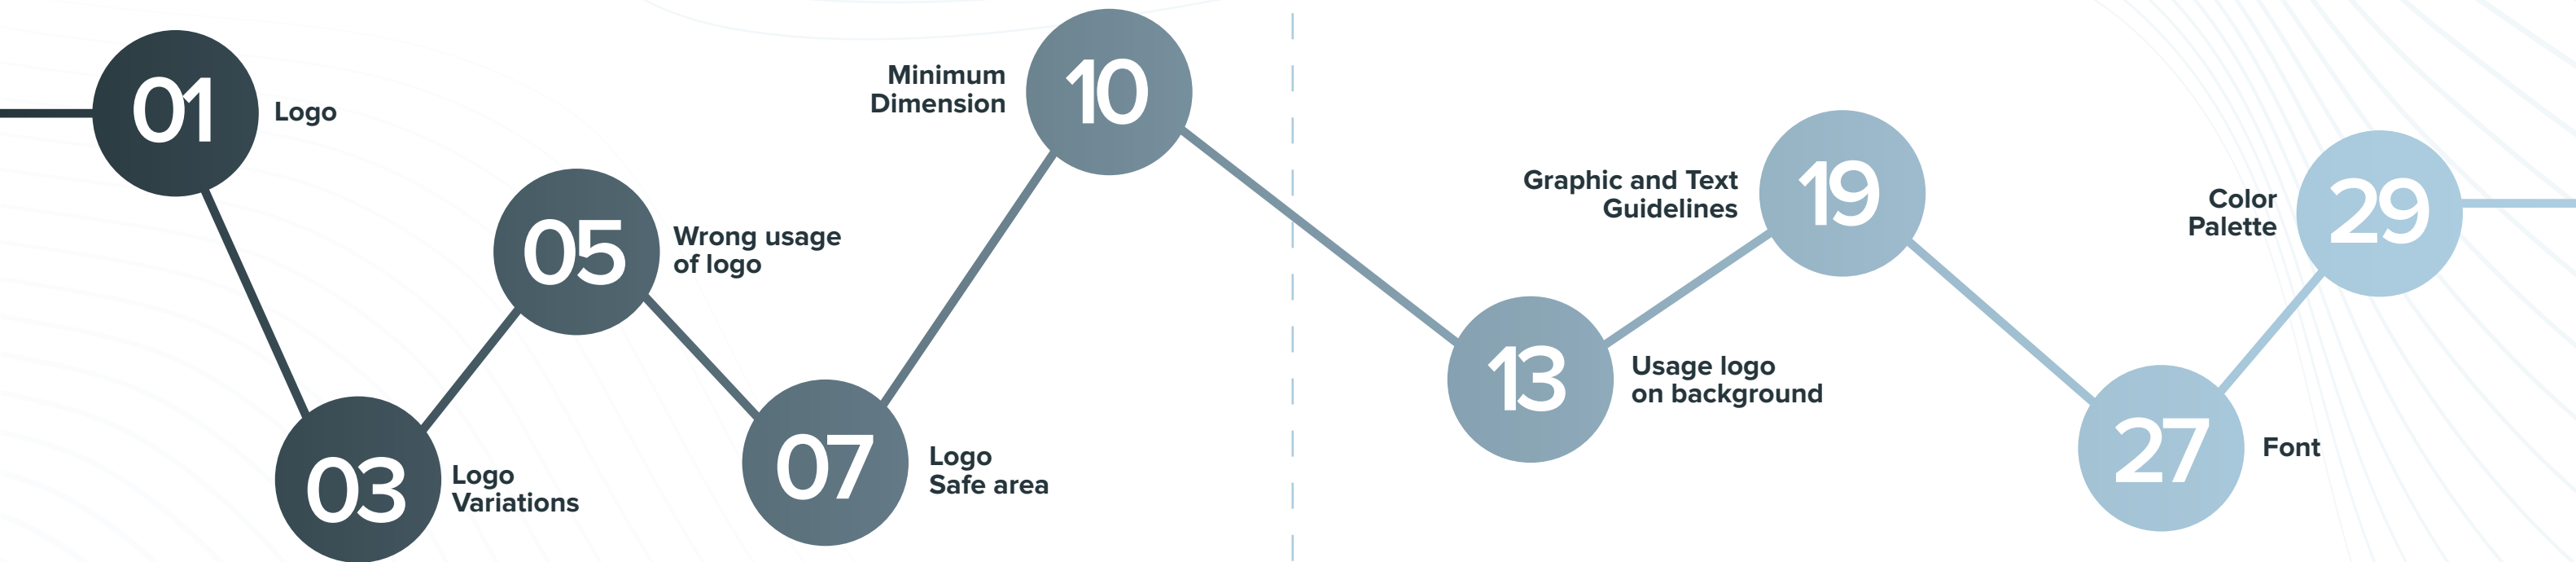 01
Logo
03
Logo
Variations
05
Wrong usage
of logo
07
Logo
Safe area
Minimum
Dimension
10
13
Usage logo
on background
Graphic and Text
Guidelines
19
27
Font
Color
Palette
29